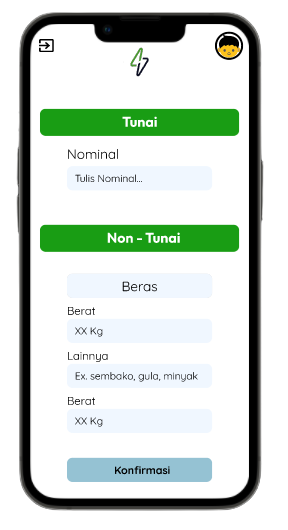 Tunai
Nominal
Tulis Nominal...
Non - Tunai
Beras
Berat
XX Kg
Lainnya
Ex. sembako, gula, minyak
Berat
XX Kg
Konfirmasi